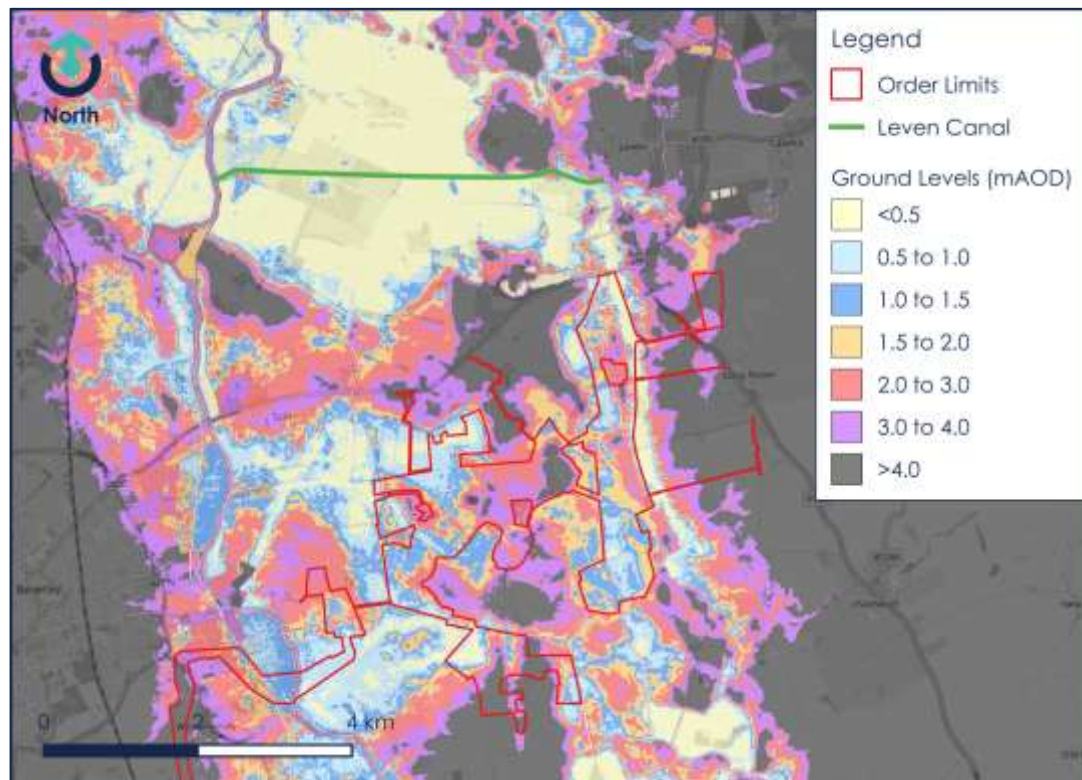 North
Legend
Order Limits
Leven Canal
Ground Levels (mAOD)
<0.5
0.5 to 1.0
1.0 to 1.5
1.5 to 2.0
2.0 to 3.0
3.0 to 4.0
>4.0
Leven
Beverley
0
2
4 km